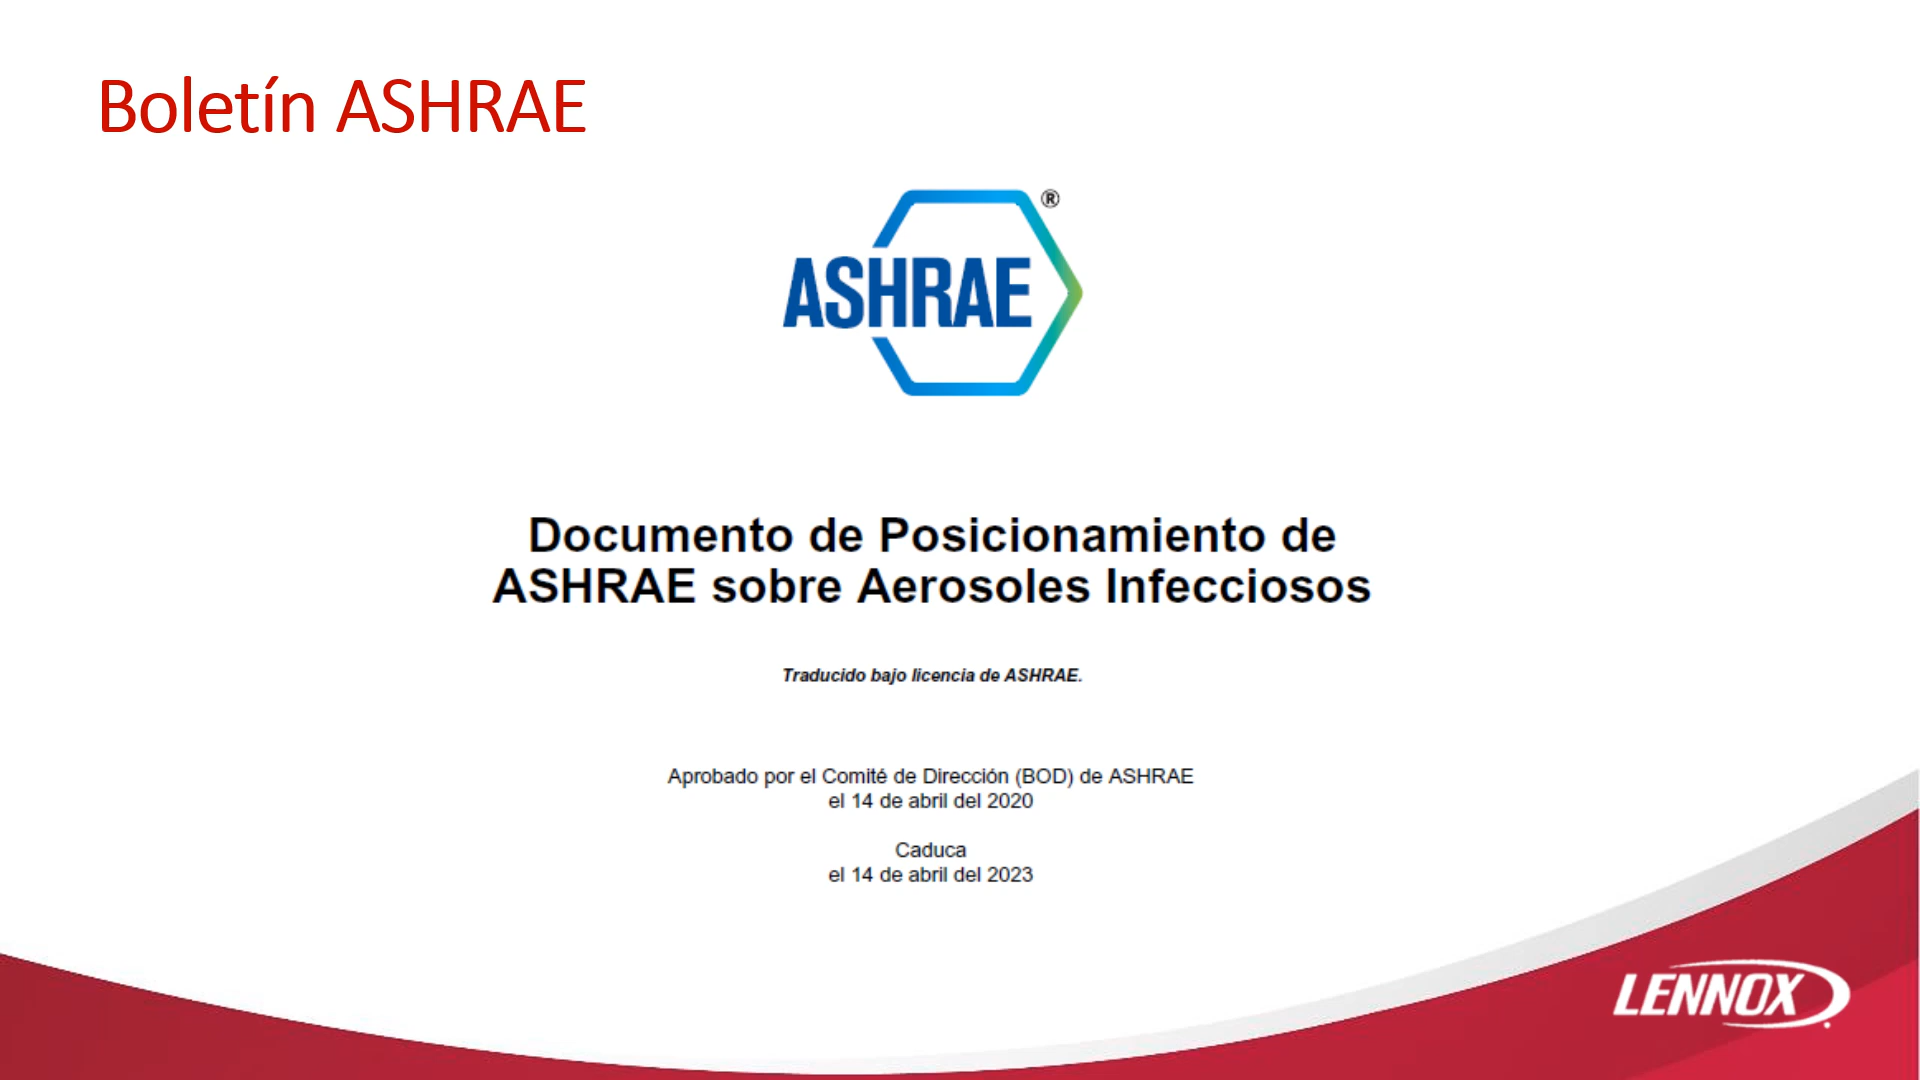 Boletín ASHRAE
ASHRAE®
Documento de Posicionamiento de
ASHRAE sobre Aerosoles Infecciosos
Traducido bajo licencia de ASHRAE.
Aprobado por el Comité de Dirección (BOD) de ASHRAE
el 14 de abril del 2020
Caduca
el 14 de abril del 2023
LENNOX